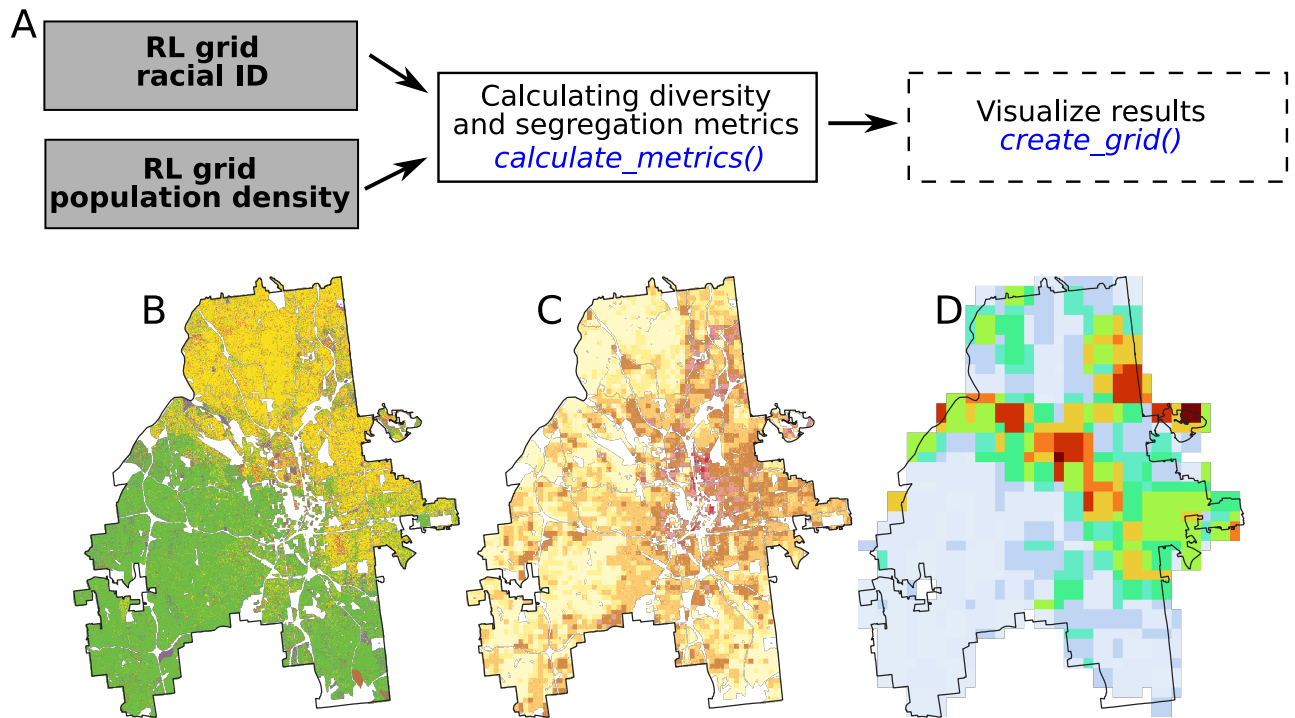 A
RL grid
racial ID
RL grid
population density
Calculating diversity
and segregation metrics
calculate_metrics()
Visualize results
create_grid()
B
C
D